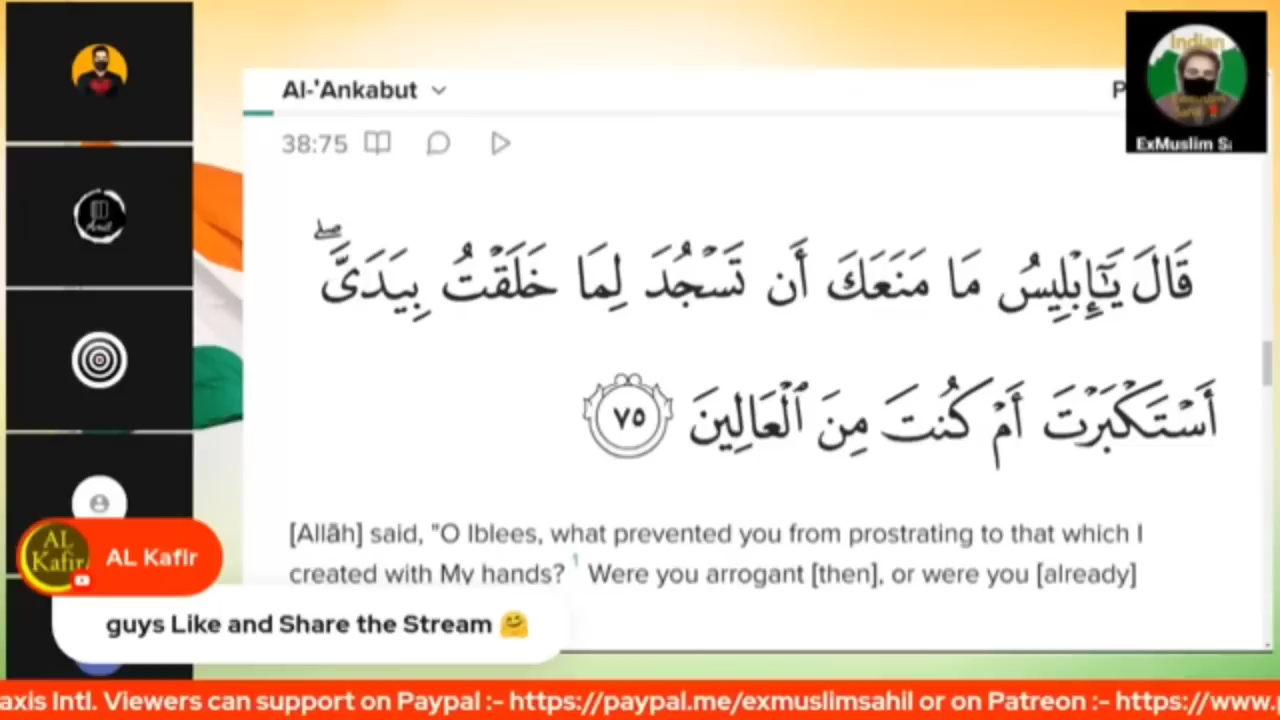 Al-'Ankabut
P
Indian
ExMuslim Sa
38:75
قَالَ يَـٰٓإِبْلِيسُ مَا مَنَعَكَ أَن تَسْجُدَ لِمَا خَلَقْتُ بِيَدَىَّ ۖ
أَسْتَكْبَرْتَ أَمْ كُنتَ مِنَ ٱلْعَالِينَ ٧٥
[Allāh] said, "O Iblees, what prevented you from prostrating to that which I
created with My hands? 1 Were you arrogant [then], or were you [already]
AL Kafir
AL Kafir
guys Like and Share the Stream 🤗
axis Intl. Viewers can support on Paypal :- https://paypal.me/exmuslimsahil or on Patreon :- https://www.p